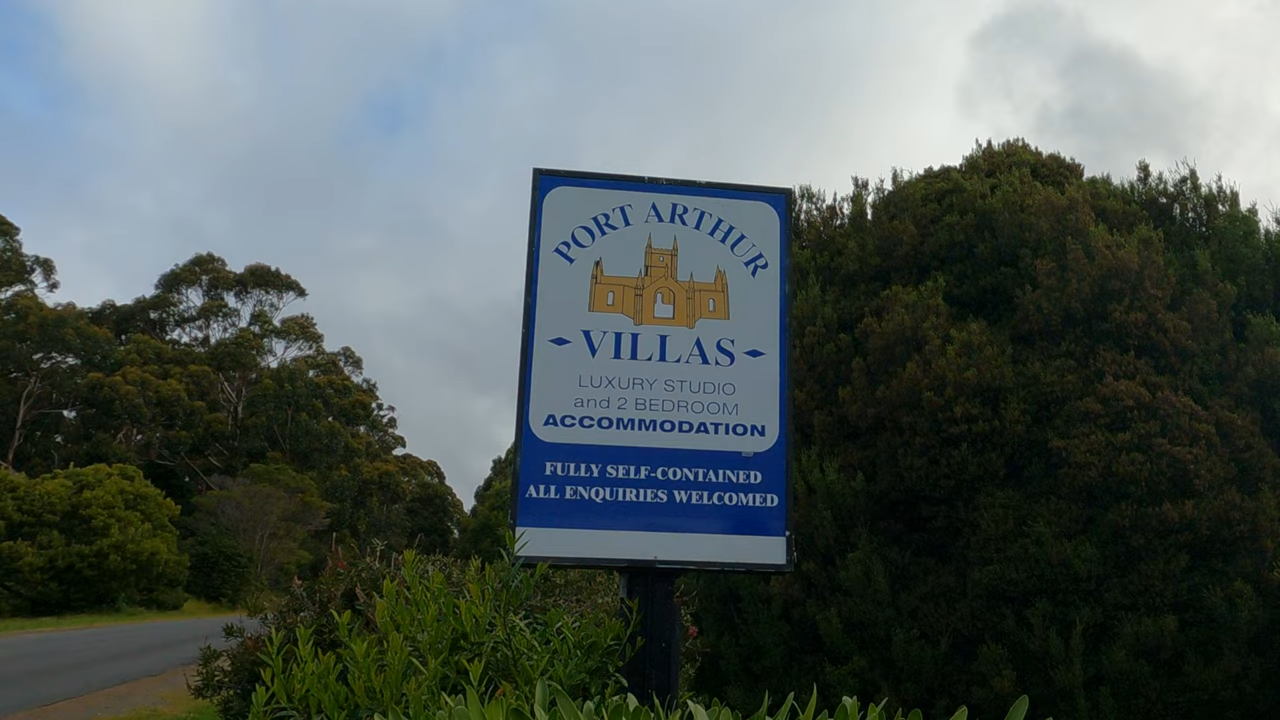 PORT ARTHUR
VILLAS
LUXURY STUDIO
and 2 BEDROOM
ACCOMMODATION
FULLY SELF-CONTAINED
ALL ENQUIRIES WELCOMED